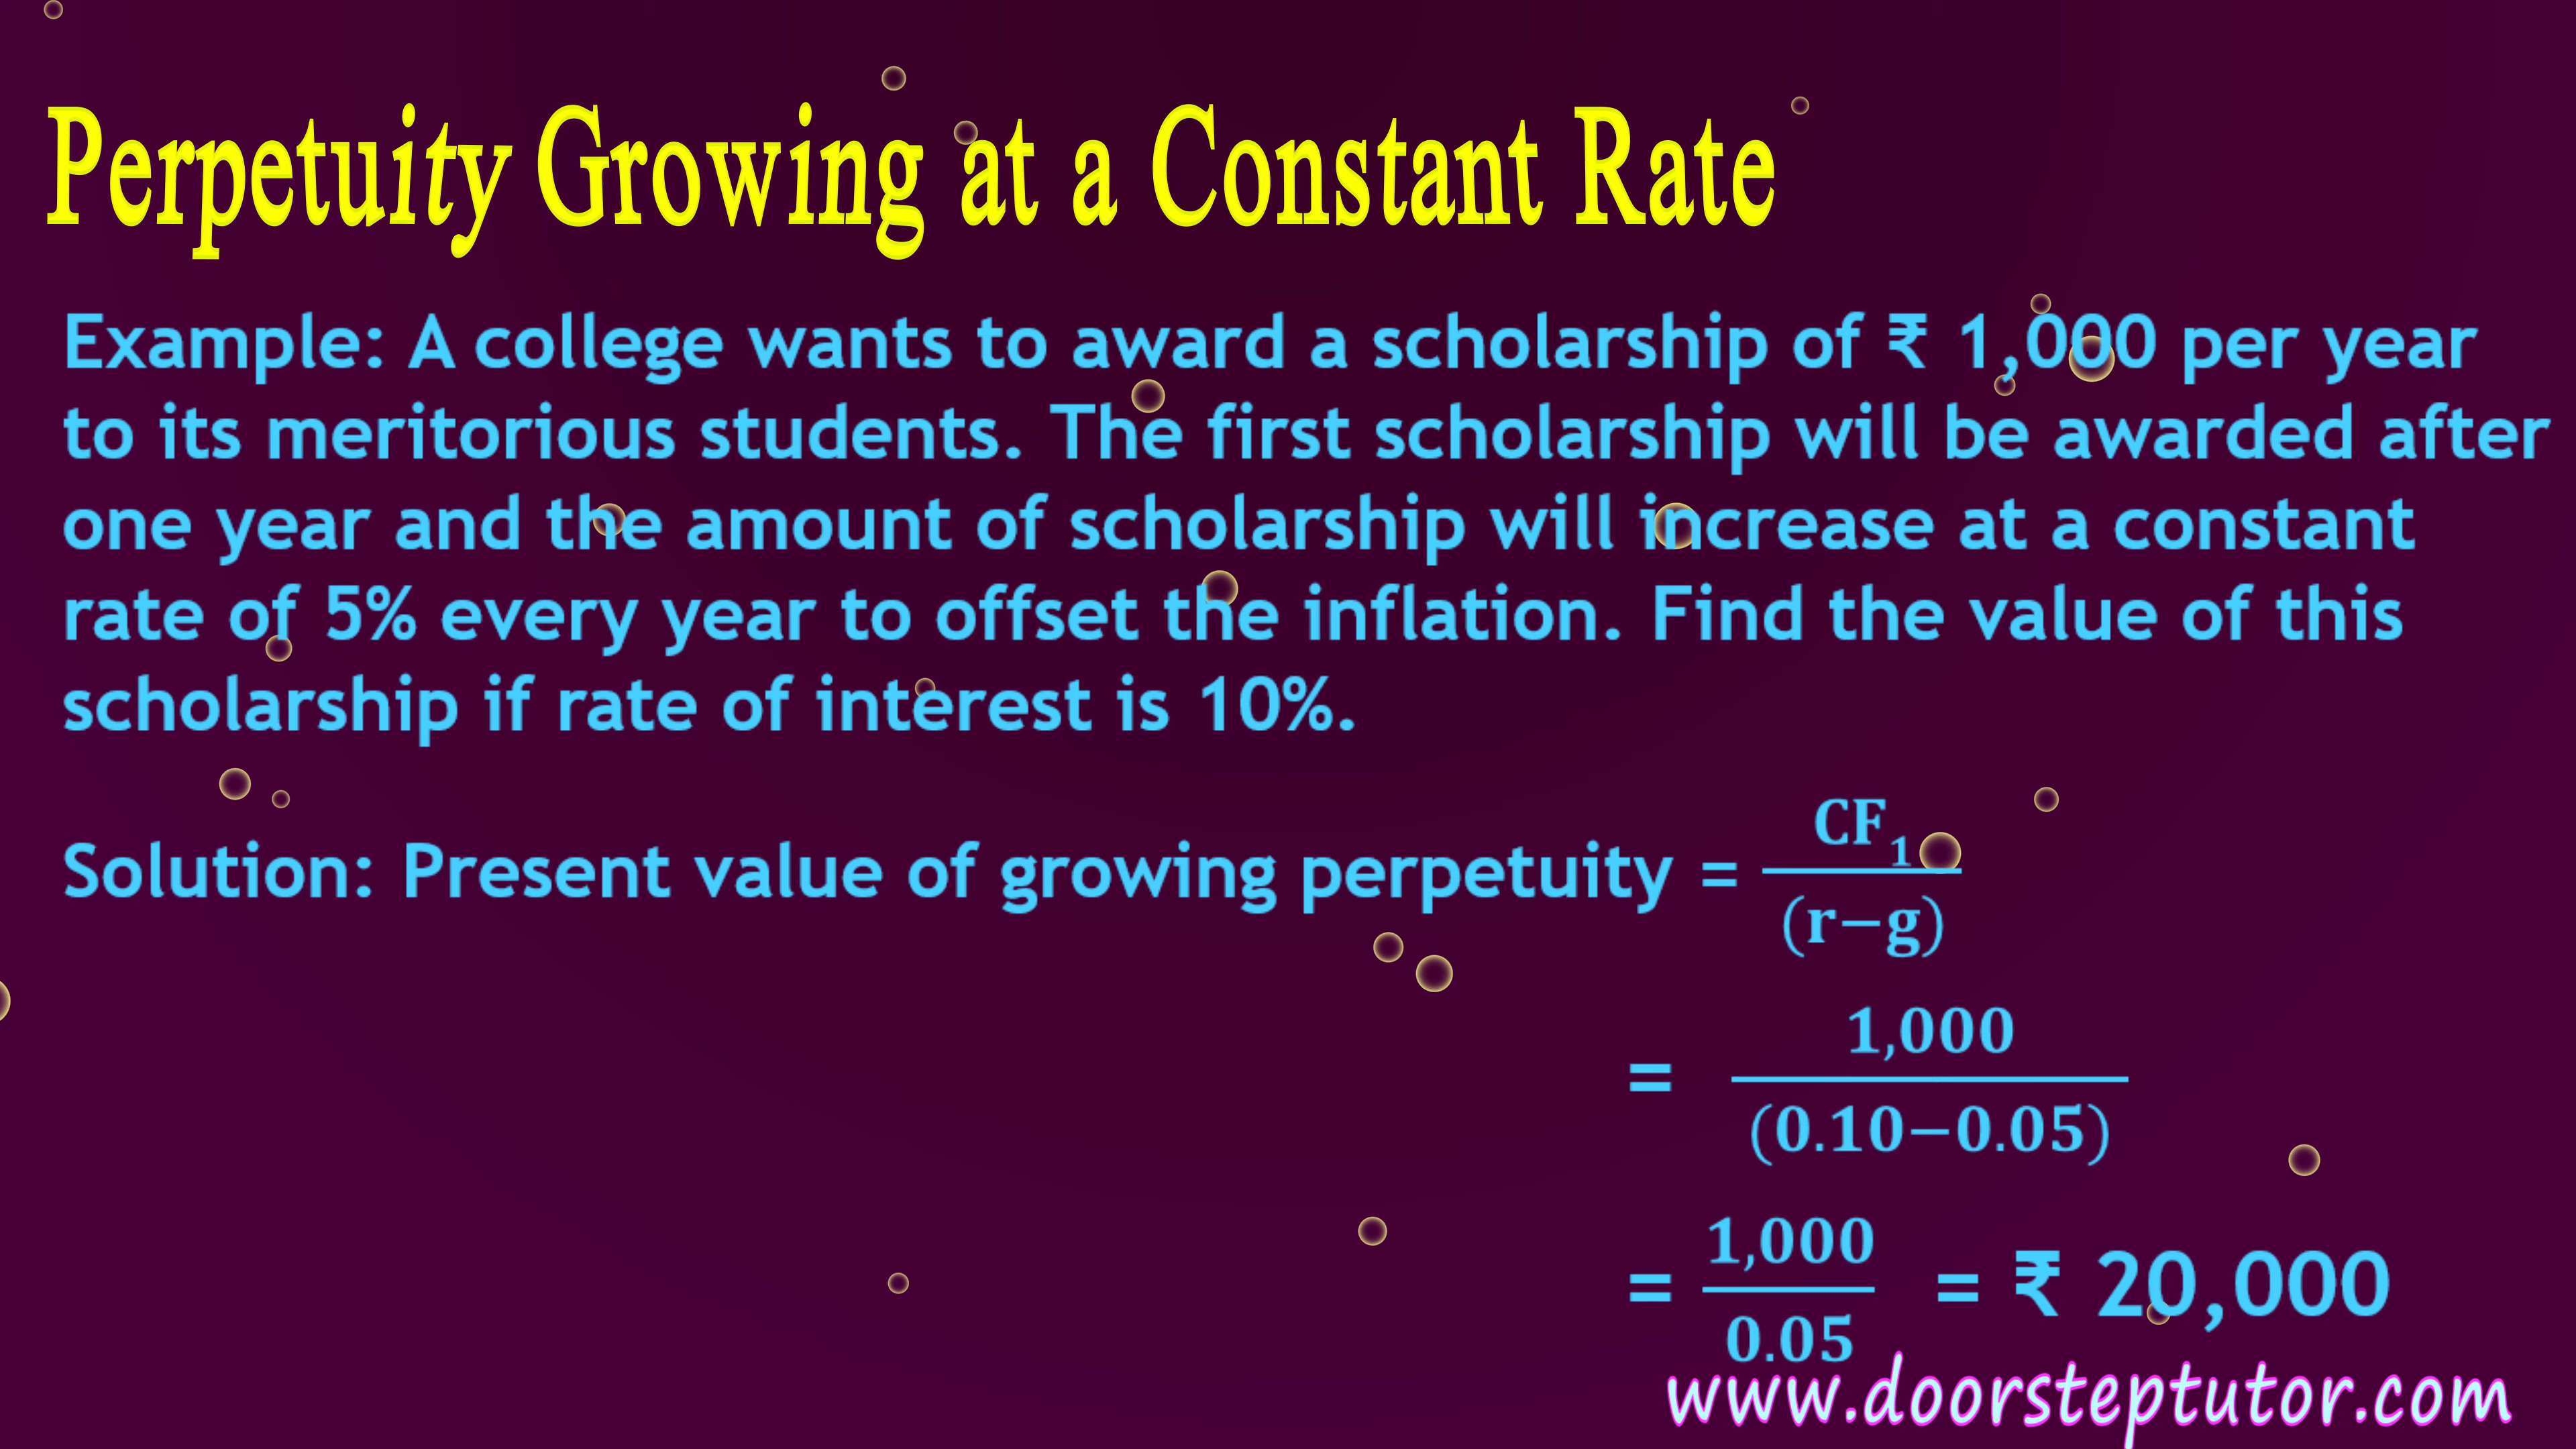 Perpetuity Growing at a Constant Rate
Example: A college wants to award a scholarship of ₹ 1,000 per year
to its meritorious students. The first scholarship will be awarded after
one year and the amount of scholarship will increase at a constant
rate of 5% every year to offset the inflation. Find the value of this
scholarship if rate of interest is 10%.
Solution: Present value of growing perpetuity = CF₁ / (r−g)
= 1,000 / (0.10−0.05)
= 1,000 / 0.05 = ₹ 20,000
www.doorsteptutor.com